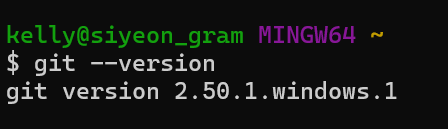 kelly@siyeon_gram MINGW64 ~
$ git --version
git version 2.50.1.windows.1